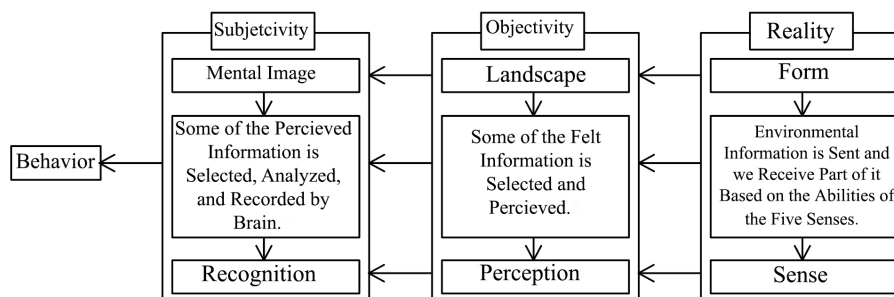 Subjetcivity
Objectivity
Reality
Mental Image
Landscape
Form
Behavior
Some of the Percieved
Information is
Selected, Analyzed,
and Recorded by
Brain.
Some of the Felt
Information is
Selected and
Percieved.
Environmental
Information is Sent and
we Receive Part of it
Based on the Abilities of
the Five Senses.
Recognition
Perception
Sense